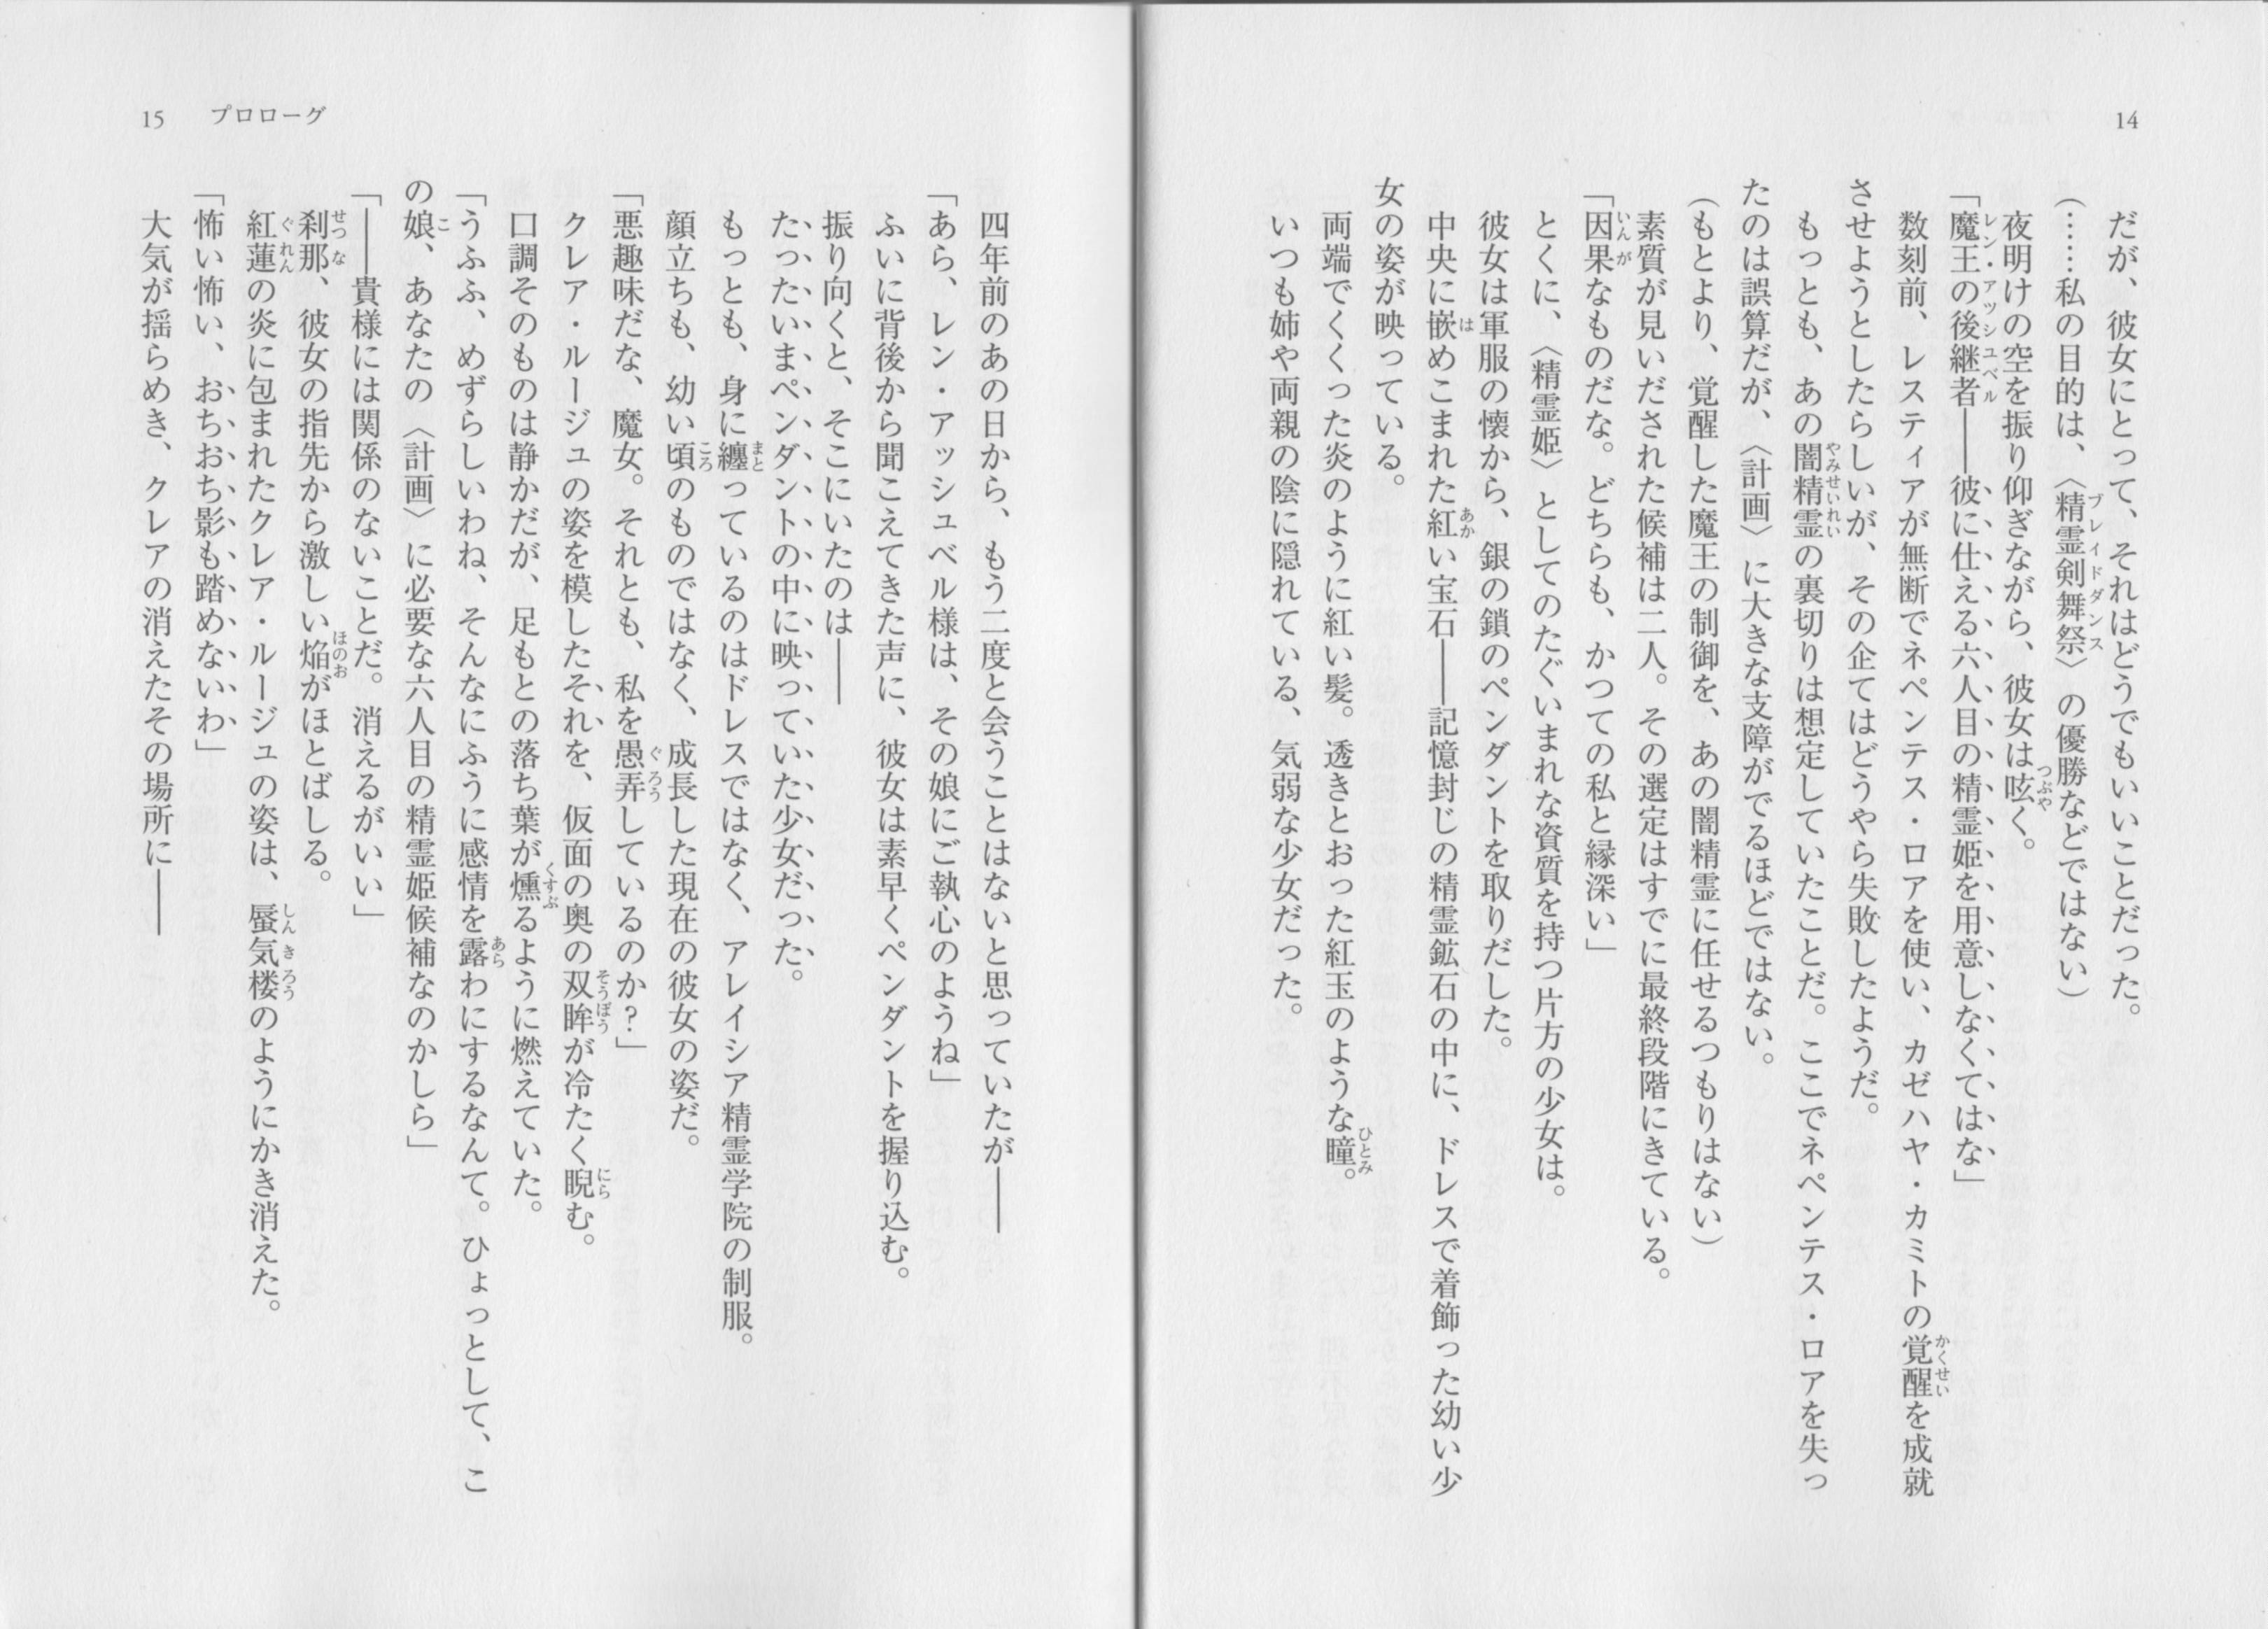 14
だが、彼女にとって、それはどうでもいいことだった。
(……私の目的は、〈精霊剣舞祭〉の優勝などではない)
夜明けの空を振り仰ぎながら、彼女は呟く。
「魔王の後継者――彼に仕える六人目の精霊姫を用意しなくてはな」
数刻前、レスティアが無断でネペンテス・ロアを使い、カゼハヤ・カミトの覚醒を成就
させようとしたらしいが、その企てはどうやら失敗したようだ。
もっとも、あの闇精霊の裏切りは想定していたことだ。ここでネペンテス・ロアを失っ
たのは誤算だが、〈計画〉に大きな支障がでるほどではない。
(もとより、覚醒した魔王の制御を、あの闇精霊に任せるつもりはない)
素質が見いだされた候補は二人。その選定はすでに最終段階にきている。
「因果なものだな。どちらも、かつての私と縁深い」
とくに、〈精霊姫〉としてのたぐいまれな資質を持つ片方の少女は。
彼女は軍服の懐から、銀の鎖のペンダントを取りだした。
中央に嵌めこまれた紅い宝石――記憶封じの精霊鉱石の中に、ドレスで着飾った幼い少
女の姿が映っている。
両端でくくった炎のように紅い髪。透きとおった紅玉のような瞳。
いつも姉や両親の陰に隠れている、気弱な少女だった。
15 プロローグ
四年前のあの日から、もう二度と会うことはないと思っていたが――
「あら、レン・アッシュベル様は、その娘にご執心のようね」
ふいに背後から聞こえてきた声に、彼女は素早くペンダントを握り込む。
振り向くと、そこにいたのは――
たったいまペンダントの中に映っていた少女だった。
もっとも、身に纏っているのはドレスではなく、アレイシア精霊学院の制服。
顔立ちも、幼い頃のものではなく、成長した現在の彼女の姿だ。
「悪趣味だな、魔女。それとも、私を愚弄しているのか?」
クレア・ルージュの姿を模したそれを、仮面の奥の双眸が冷たく睨む。
口調そのものは静かだが、足もとの落ち葉が燻るように燃えていた。
「うふふ、めずらしいわね、そんなにふうに感情を露わにするなんて。ひょっとして、こ
の娘、あなたの〈計画〉に必要な六人目の精霊姫候補なのかしら」
「――貴様には関係のないことだ。消えるがいい」
刹那、彼女の指先から激しい焔がほとばしる。
紅蓮の炎に包まれたクレア・ルージュの姿は、蜃気楼のようにかき消えた。
「怖い怖い、おちおち影も踏めないわ」
大気が揺らめき、クレアの消えたその場所に――